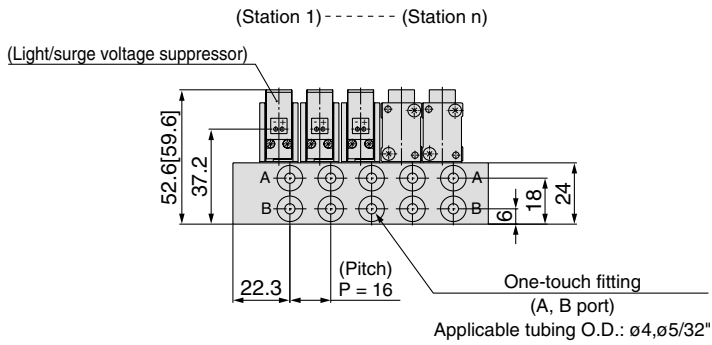 (Station 1) ------- (Station n)
(Light/surge voltage suppressor)
52.6[59.6]
37.2
A
A
B
B
6
18
24
22.3
(Pitch)
P = 16
One-touch fitting
(A, B port)
Applicable tubing O.D.: ø4,ø5/32"